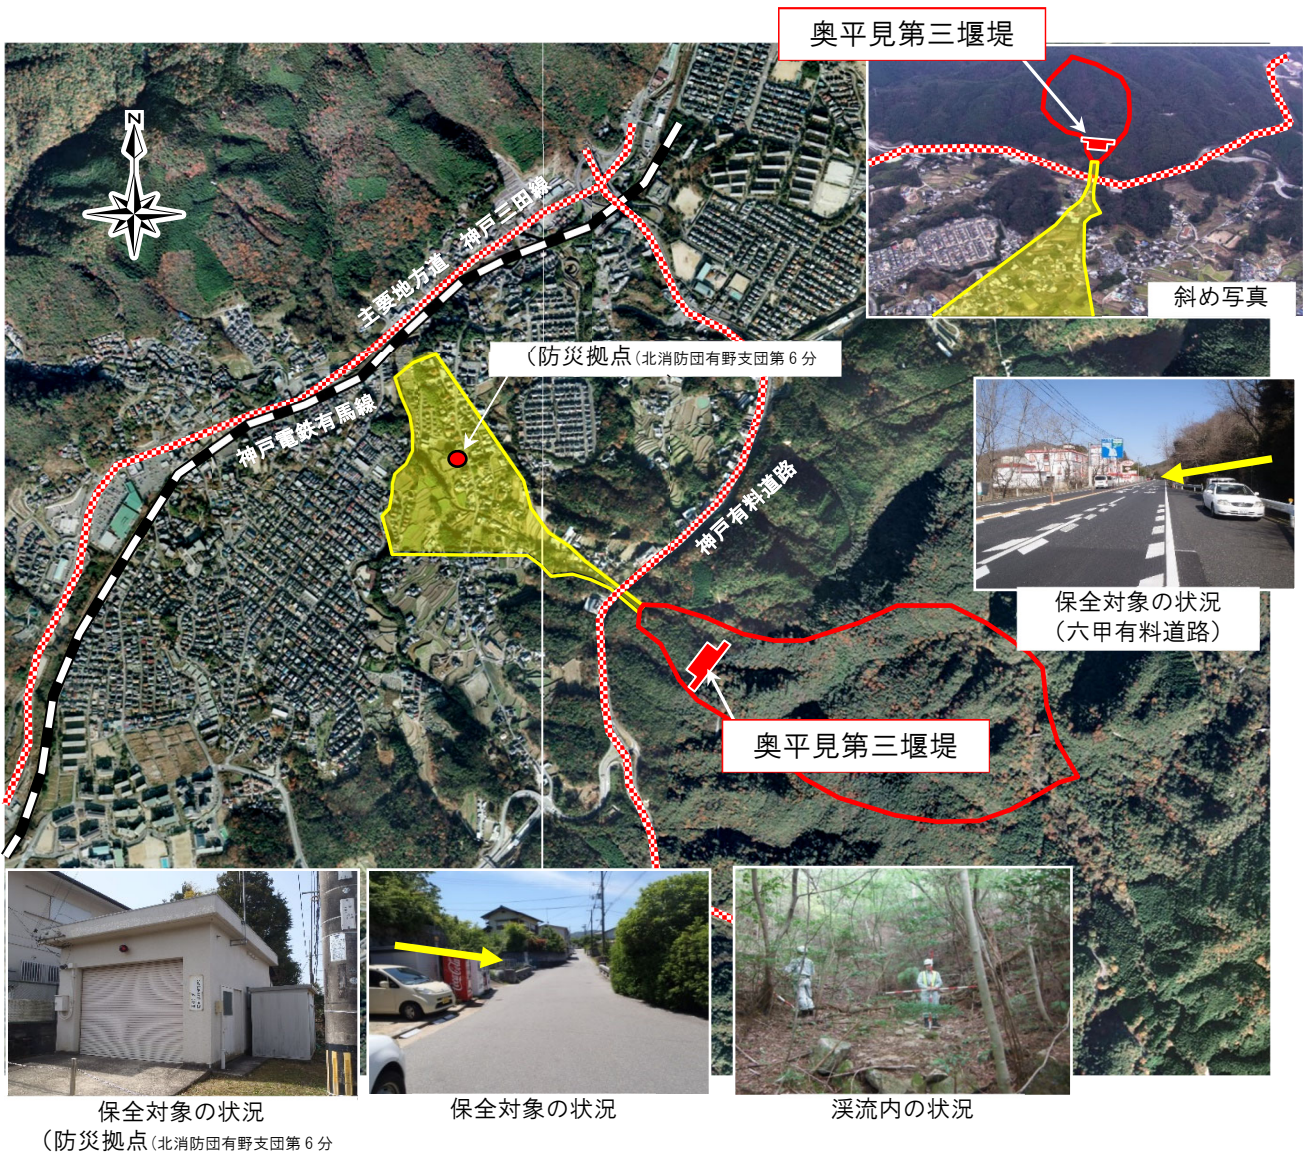 奥平見第三堰堤
斜め写真
N
主要地方道 神戸三田線
(防災拠点(北消防団有野支団第6分
神戸電鉄有馬線
神戸有料道路
保全対象の状況
(六甲有料道路)
奥平見第三堰堤
保全対象の状況
(防災拠点(北消防団有野支団第6分
保全対象の状況
渓流内の状況